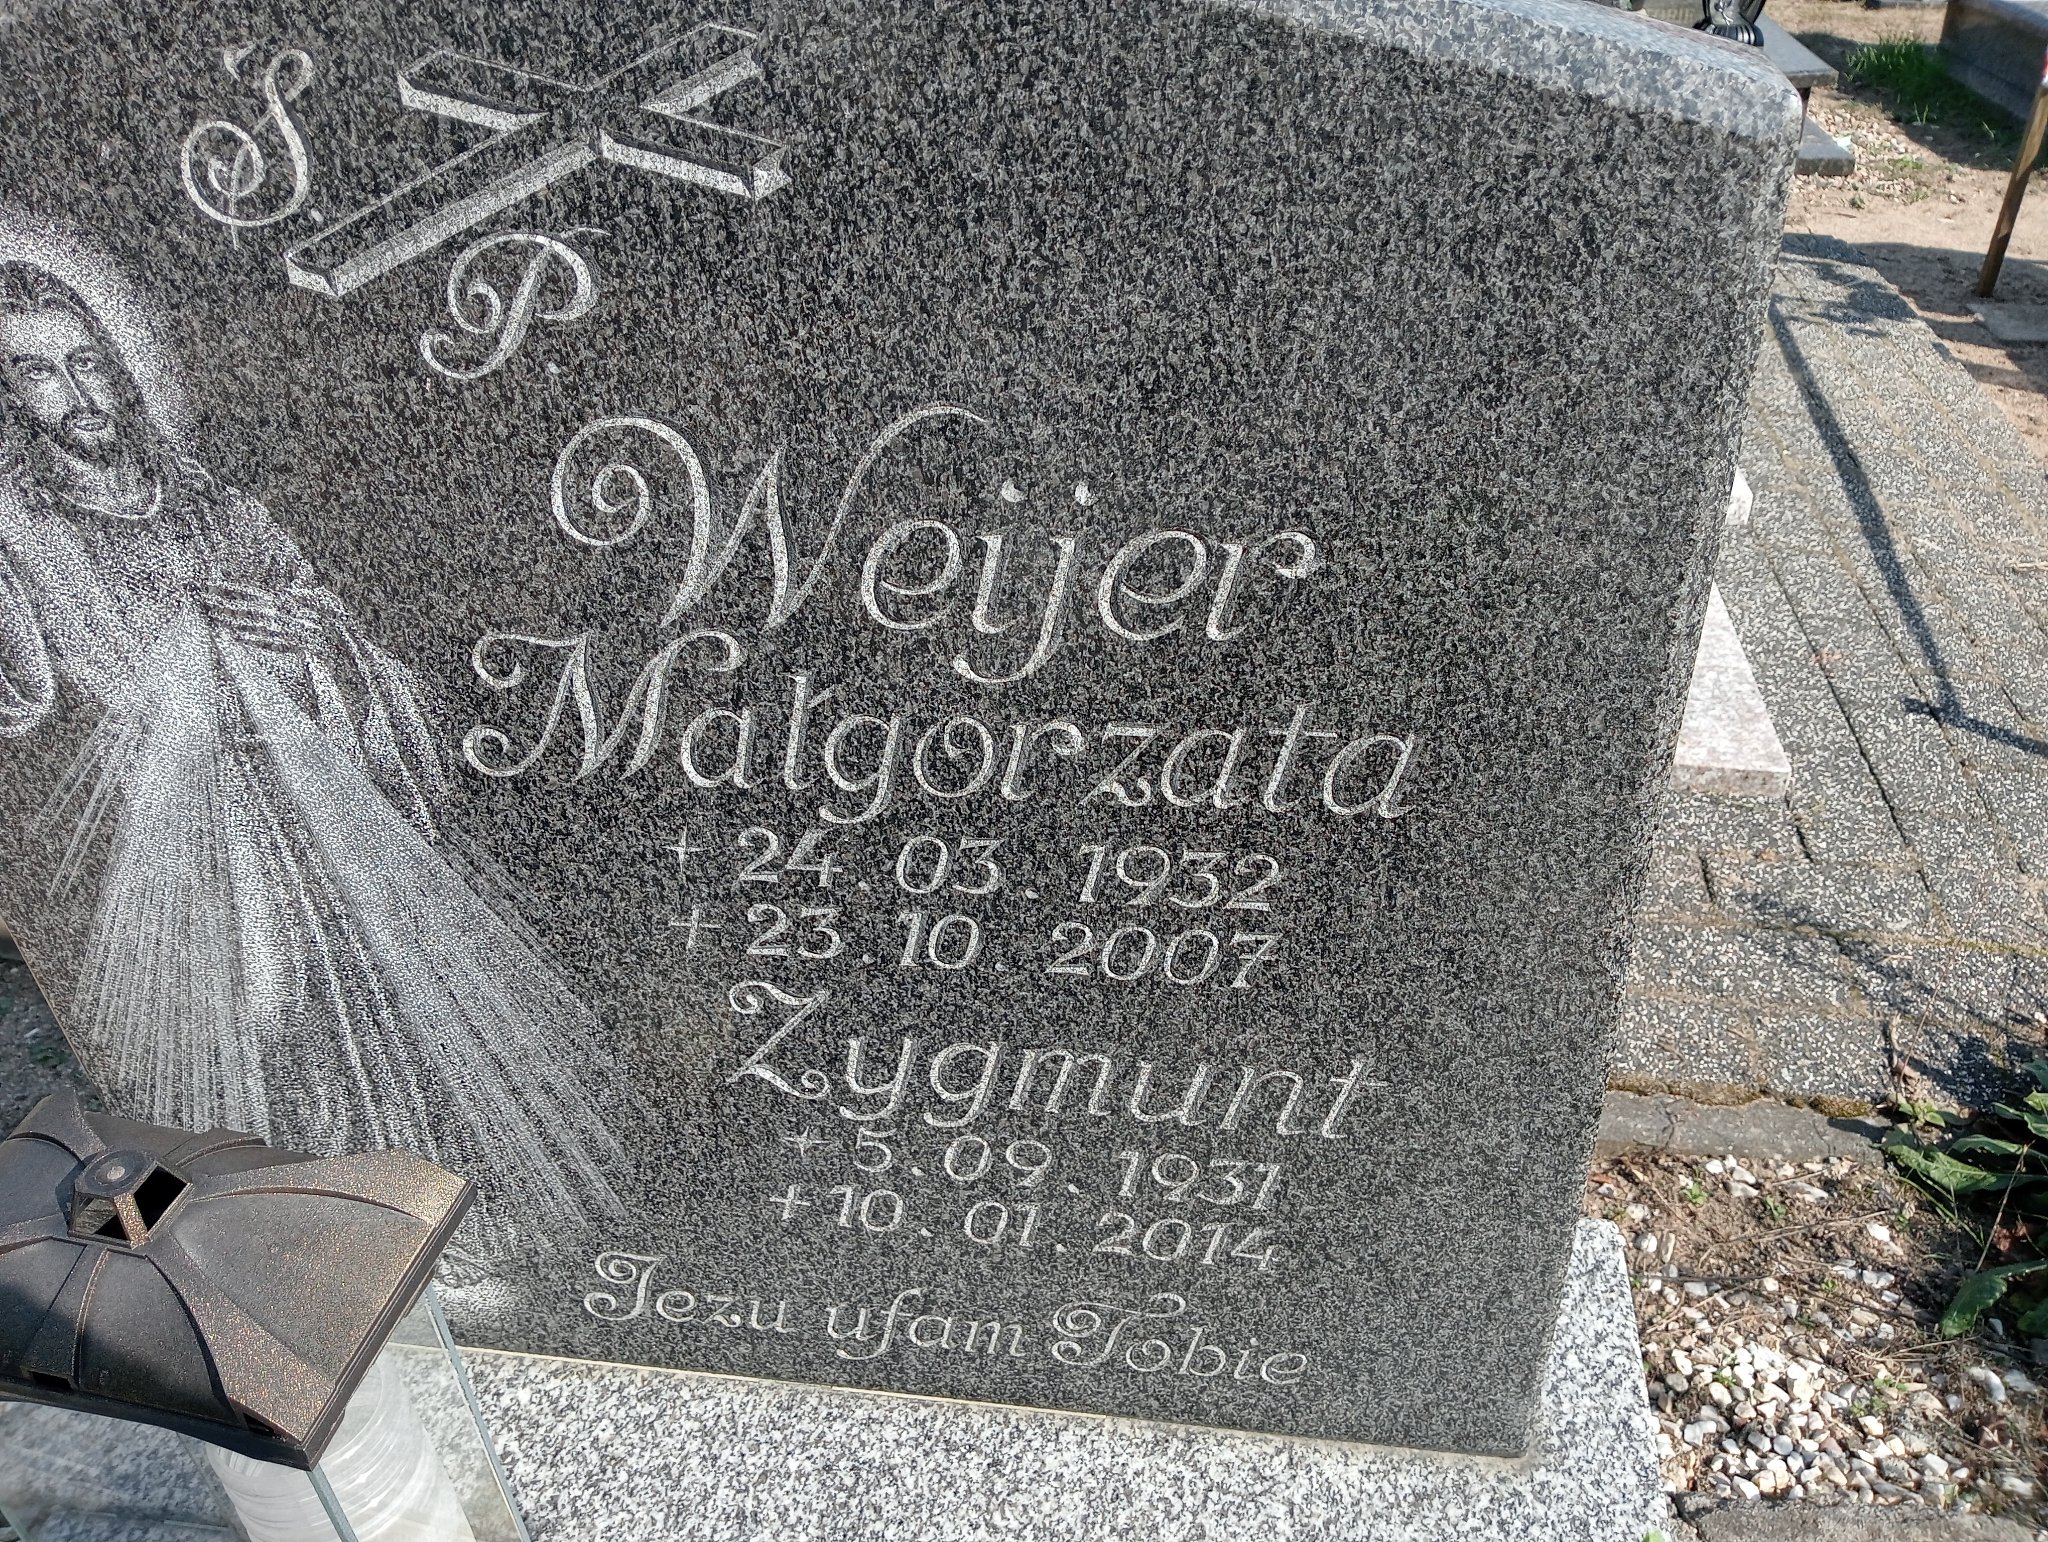 Ś P
Weijer
Małgorzata
* 24. 03. 1932
+ 23. 10. 2007
Zygmunt
* 5. 09. 1931
+ 10. 01. 2014
Jezu ufam Tobie